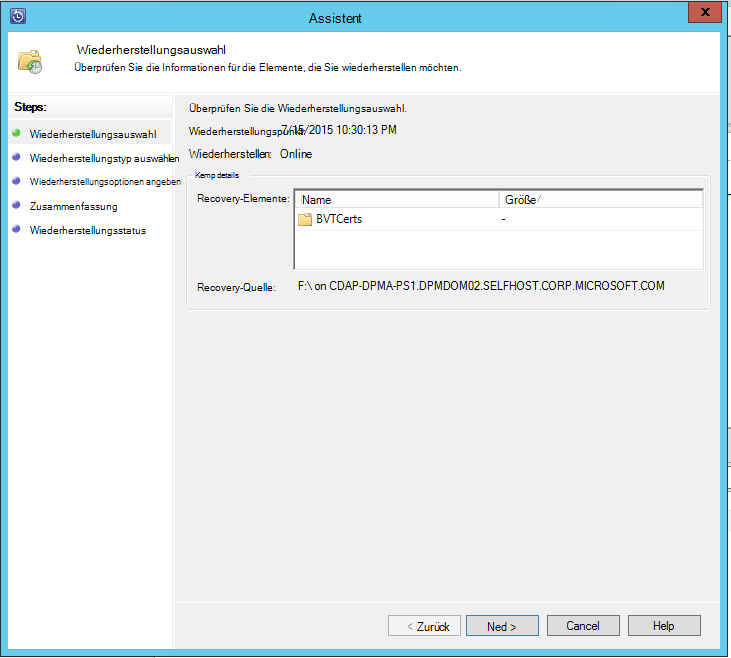 Assistent
x
Wiederherstellungsauswahl
Überprüfen Sie die Informationen für die Elemente, die Sie wiederherstellen möchten.
Steps:
Wiederherstellungsauswahl
Wiederherstellungstyp auswählen
Wiederherstellungsoptionen angeben
Zusammenfassung
Wiederherstellungsstatus
Überprüfen Sie die Wiederherstellungsauswahl.
Wiederherstellungspunkt: 7/15/2015 10:30:13 PM
Wiederherstellen: Online
Kemp details
Recovery-Elemente:
Name Größe/
BVTCerts -
Recovery-Quelle: F:\ on CDAP-DPMA-PS1.DPMDOM02.SELFHOST.CORP.MICROSOFT.COM
< Zurück Ned > Cancel Help